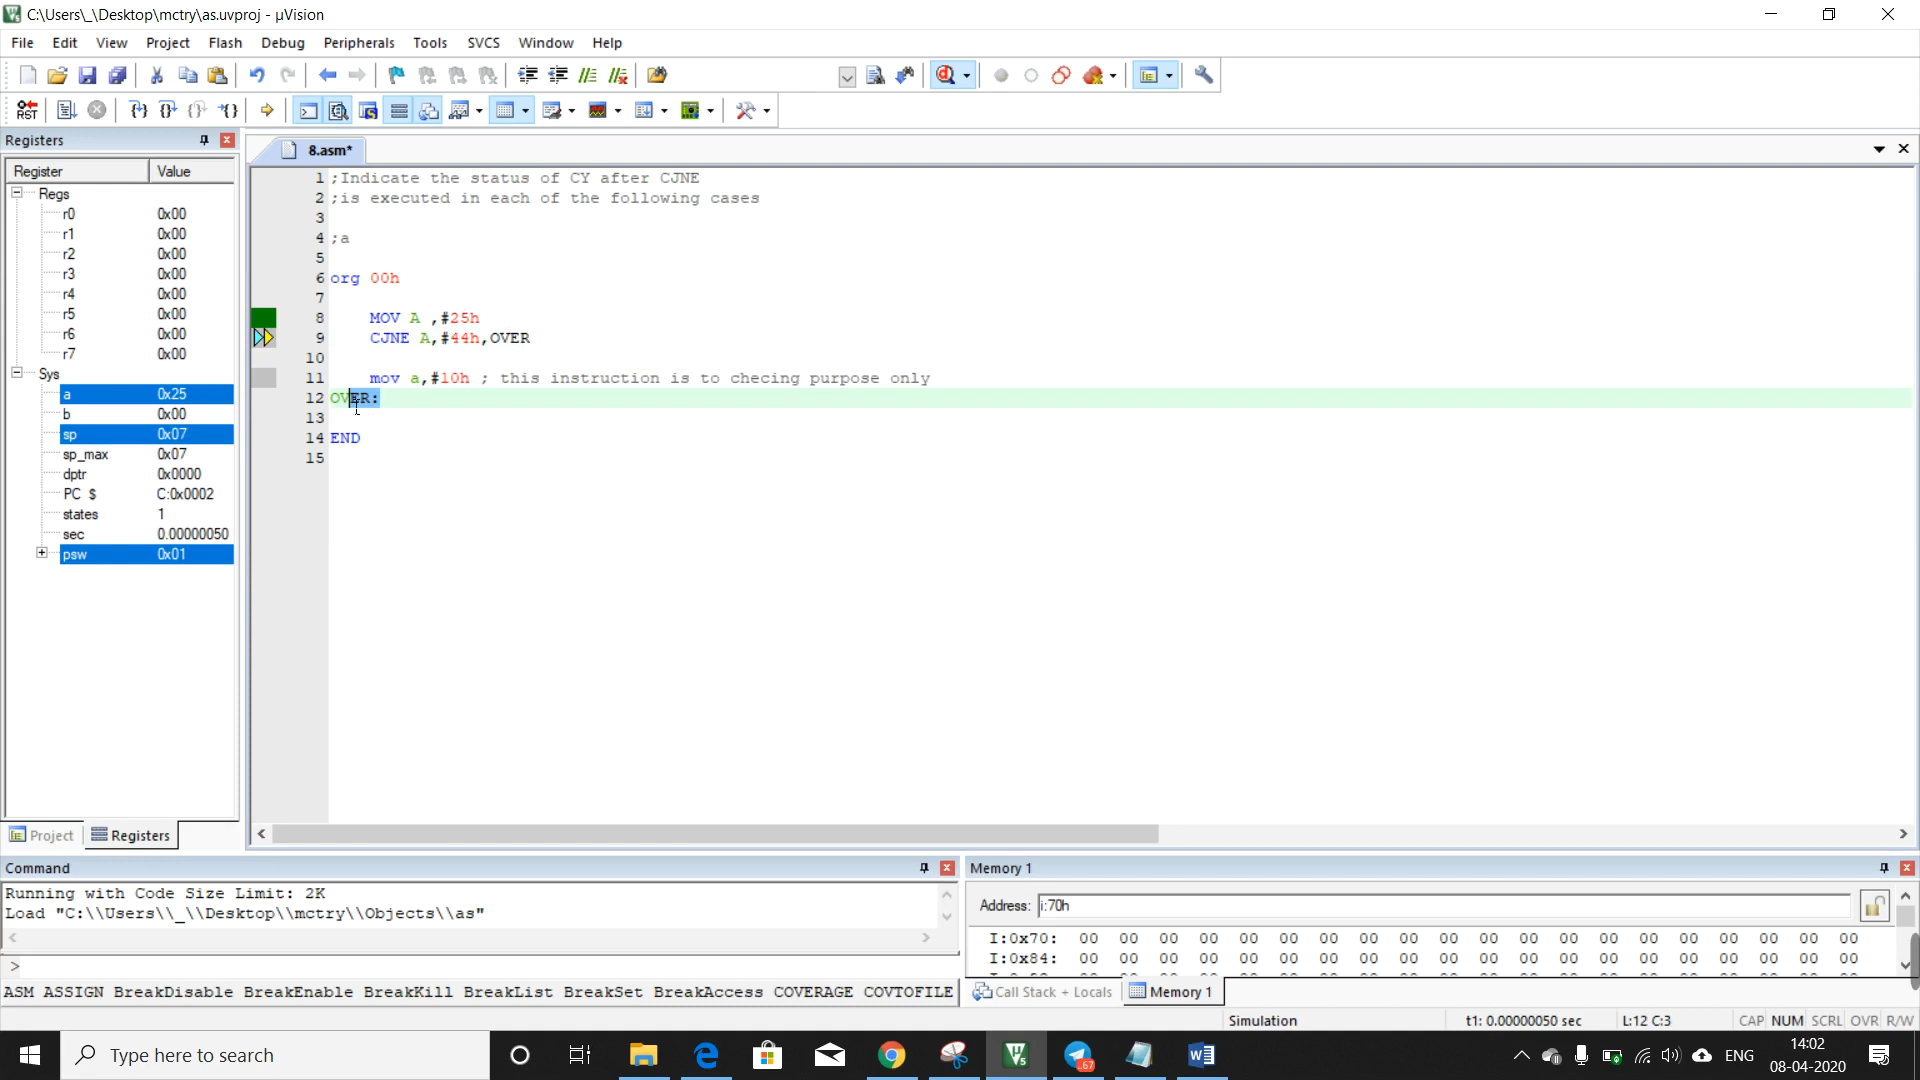 C:\Users\_\Desktop\mctry\as.uvproj - µVision
File Edit View Project Flash Debug Peripherals Tools SVCS Window Help
RST
Registers
8.asm*
Register Value
Regs
r0 0x00
r1 0x00
r2 0x00
r3 0x00
r4 0x00
r5 0x00
r6 0x00
r7 0x00
Sys
a 0x25
b 0x00
sp 0x07
sp_max 0x07
dptr 0x0000
PC $ C:0x0002
states 1
sec 0.00000050
psw 0x01
1 ;Indicate the status of CY after CJNE
2 ;is executed in each of the following cases
3
4 ;a
5
6 org 00h
7
8 MOV A ,#25h
9 CJNE A,#44h,OVER
10
11 mov a,#10h ; this instruction is to checing purpose only
12 OVER:
13
14 END
15
Project Registers
Command
Running with Code Size Limit: 2K
Load "C:\\Users\\_\\Desktop\\mctry\\Objects\\as"
>
ASM ASSIGN BreakDisable BreakEnable BreakKill BreakList BreakSet BreakAccess COVERAGE COVTOFILE
Memory 1
Address: i:70h
I:0x70: 00 00 00 00 00 00 00 00 00 00 00 00 00 00 00 00 00 00 00 00
I:0x84: 00 00 00 00 00 00 00 00 00 00 00 00 00 00 00 00 00 00 00 00
Call Stack + Locals Memory 1
Simulation t1: 0.00000050 sec L:12 C:3 CAP NUM SCRL OVR R/W
Type here to search
67
ENG
14:02
08-04-2020